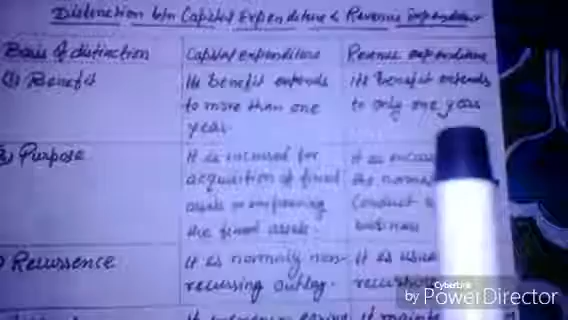 Distinction b/n Capital Expenditure & Revenue Expenditure
Basis of distinction
Capital expenditure
Revenue expenditure
(1) Benefit
Its benefit extends
to more than one
year.
Its benefit extends
to only one year
2) Purpose
It is incurred for
acquisition of fixed
assets or improving
the fixed assets.
It is
the normal
Conduct
business
Recurssence
It is normally non-
recurring outlay.
It is
CyberLink
by PowerDirector